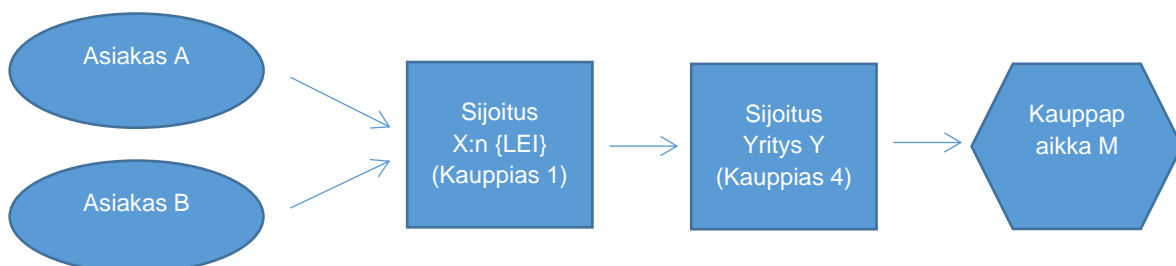 Asiakas A
Asiakas B
Sijoitus
X:n {LEI}
(Kauppias 1)
Sijoitus
Yritys Y
(Kauppias 4)
Kauppap
aikka M